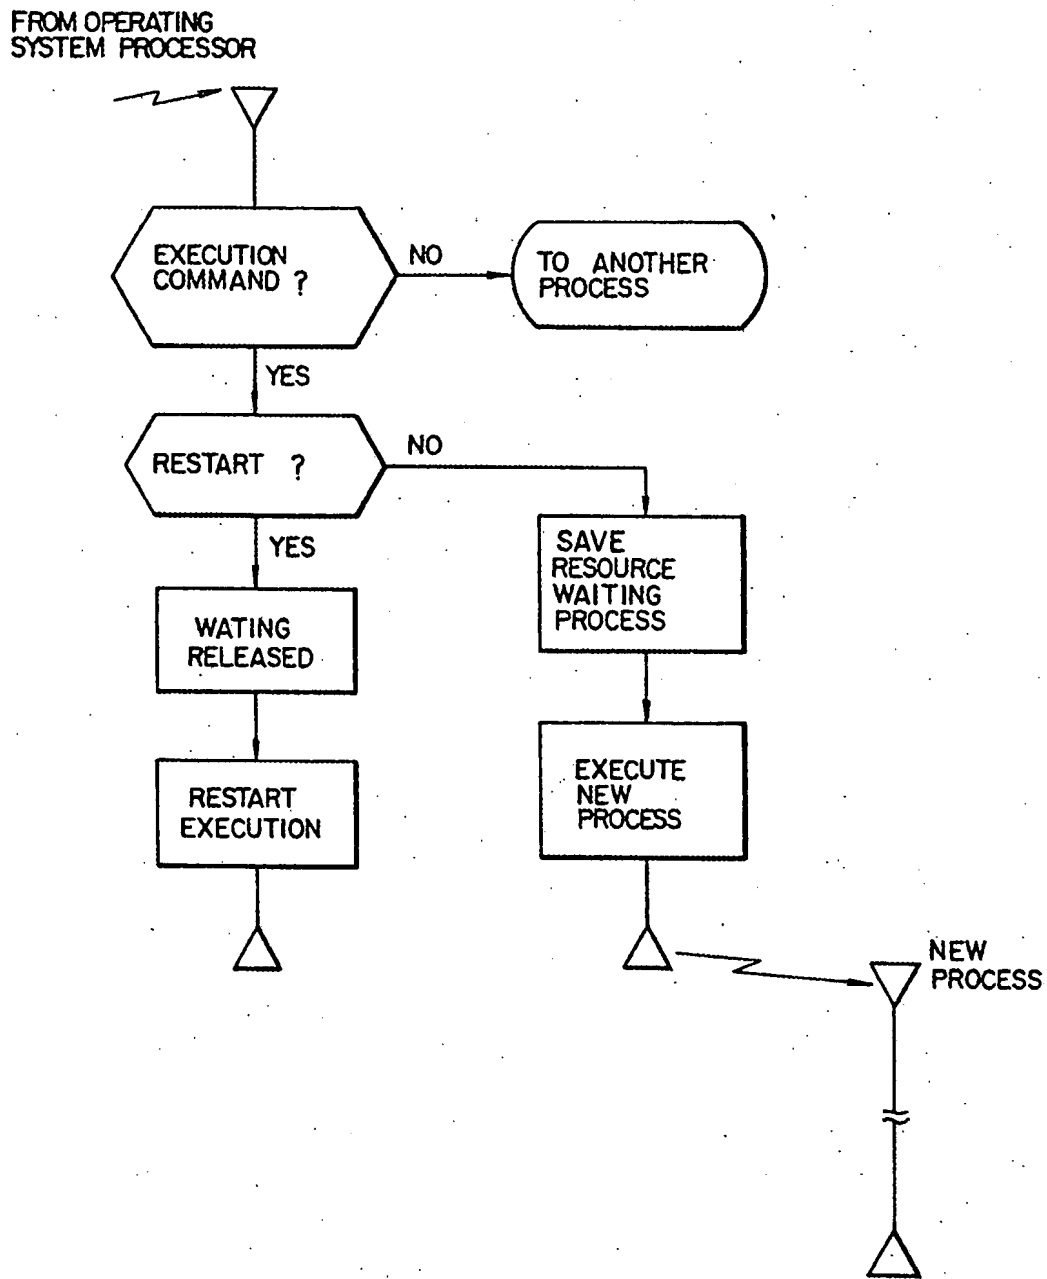 FROM OPERATING
SYSTEM PROCESSOR
EXECUTION
COMMAND ?
NO
TO ANOTHER
PROCESS
YES
RESTART ?
NO
YES
SAVE
RESOURCE
WAITING
PROCESS
WATING
RELEASED
EXECUTE
NEW
PROCESS
RESTART
EXECUTION
NEW
PROCESS